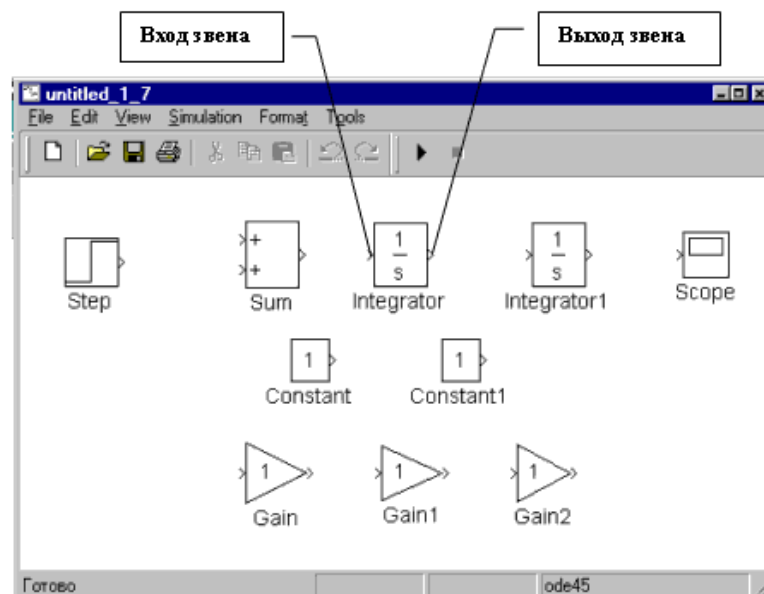 Вход звена
Выход звена
untitled_1_7
File Edit View Simulation Format Tools
+
+
1
s
1
s
Step
Sum
Integrator
Integrator1
Scope
1
1
Constant
Constant1
1
1
1
Gain
Gain1
Gain2
Готово
ode45